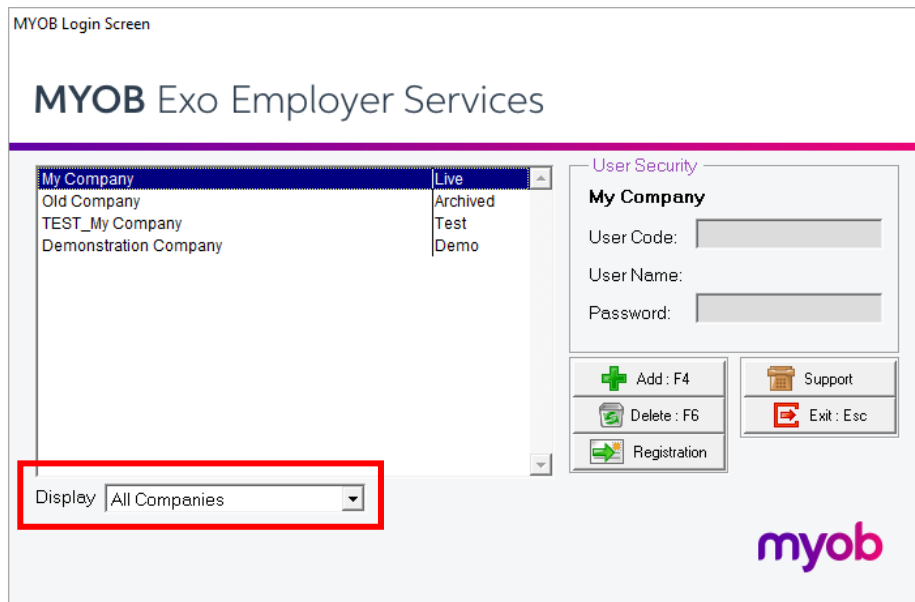 MYOB Login Screen
MYOB Exo Employer Services
My Company Live
Old Company Archived
TEST_My Company Test
Demonstration Company Demo
Display All Companies
User Security
My Company
User Code:
User Name:
Password:
Add : F4
Support
Delete : F6
Exit : Esc
Registration
myob